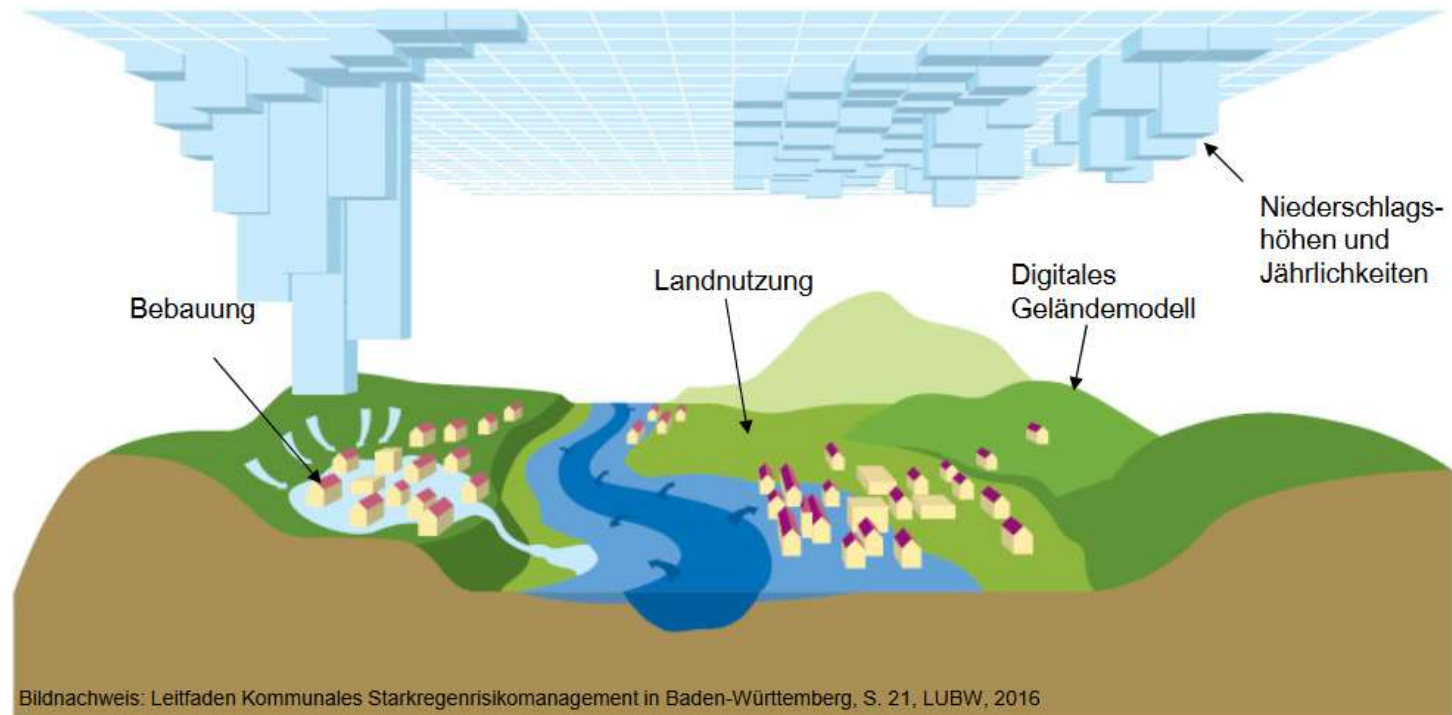 Niederschlags-
höhen und
Jährlichkeiten
Landnutzung
Digitales
Geländemodell
Bebauung
Bildnachweis: Leitfaden Kommunales Starkregenrisikomanagement in Baden-Württemberg, S. 21, LUBW, 2016